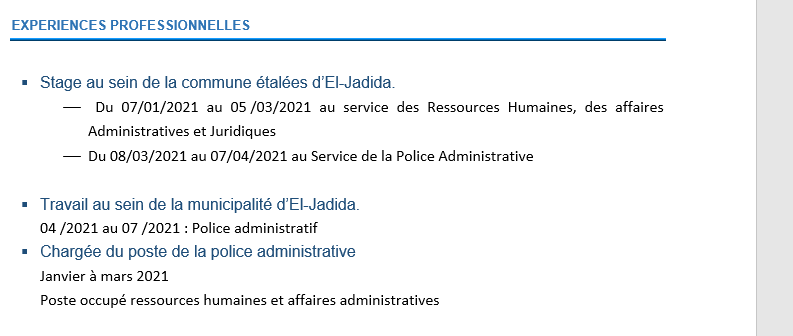 EXPERIENCES PROFESSIONNELLES
▪ Stage au sein de la commune étalées d’El-Jadida.
— Du 07/01/2021 au 05 /03/2021 au service des Ressources Humaines, des affaires
Administratives et Juridiques
— Du 08/03/2021 au 07/04/2021 au Service de la Police Administrative
▪ Travail au sein de la municipalité d’El-Jadida.
04 /2021 au 07 /2021 : Police administratif
▪ Chargée du poste de la police administrative
Janvier à mars 2021
Poste occupé ressources humaines et affaires administratives